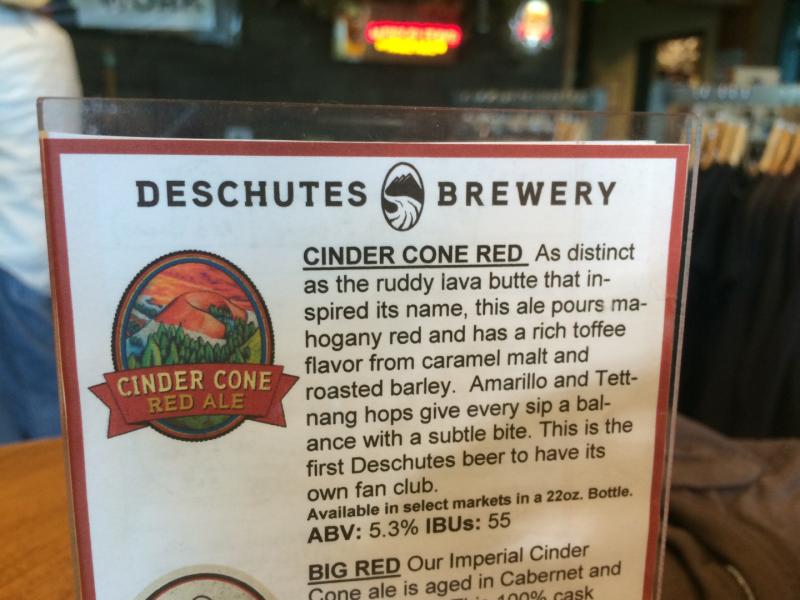 DESCHUTES BREWERY
CINDER CONE
RED ALE
CINDER CONE RED As distinct
as the ruddy lava butte that in-
spired its name, this ale pours ma-
hogany red and has a rich toffee
flavor from caramel malt and
roasted barley. Amarillo and Tett-
nang hops give every sip a bal-
ance with a subtle bite. This is the
first Deschutes beer to have its
own fan club.
Available in select markets in a 22oz. Bottle.
ABV: 5.3% IBUs: 55
BIG RED Our Imperial Cinder
Cone ale is aged in Cabernet and
This 100% cask